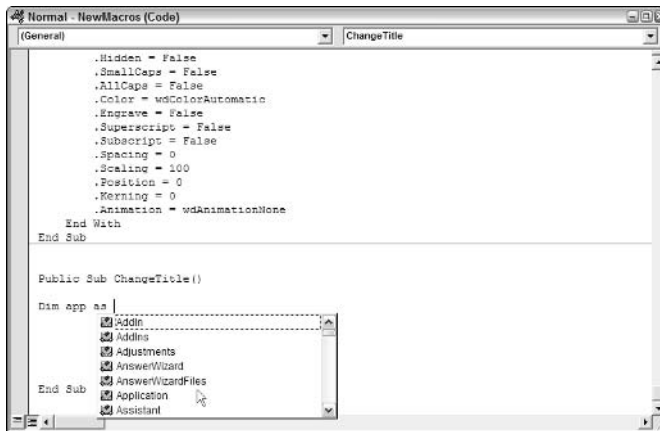 Normal - NewMacros (Code)
(General) ChangeTitle
.Hidden = False
.SmallCaps = False
.AllCaps = False
.Color = wdColorAutomatic
.Engrave = False
.Superscript = False
.Subscript = False
.Spacing = 0
.Scaling = 100
.Position = 0
.Kerning = 0
.Animation = wdAnimationNone
End With
End Sub
Public Sub ChangeTitle()
Dim app as
AddIn
AddIns
Adjustments
AnswerWizard
AnswerWizardFiles
End Sub Application
Assistant